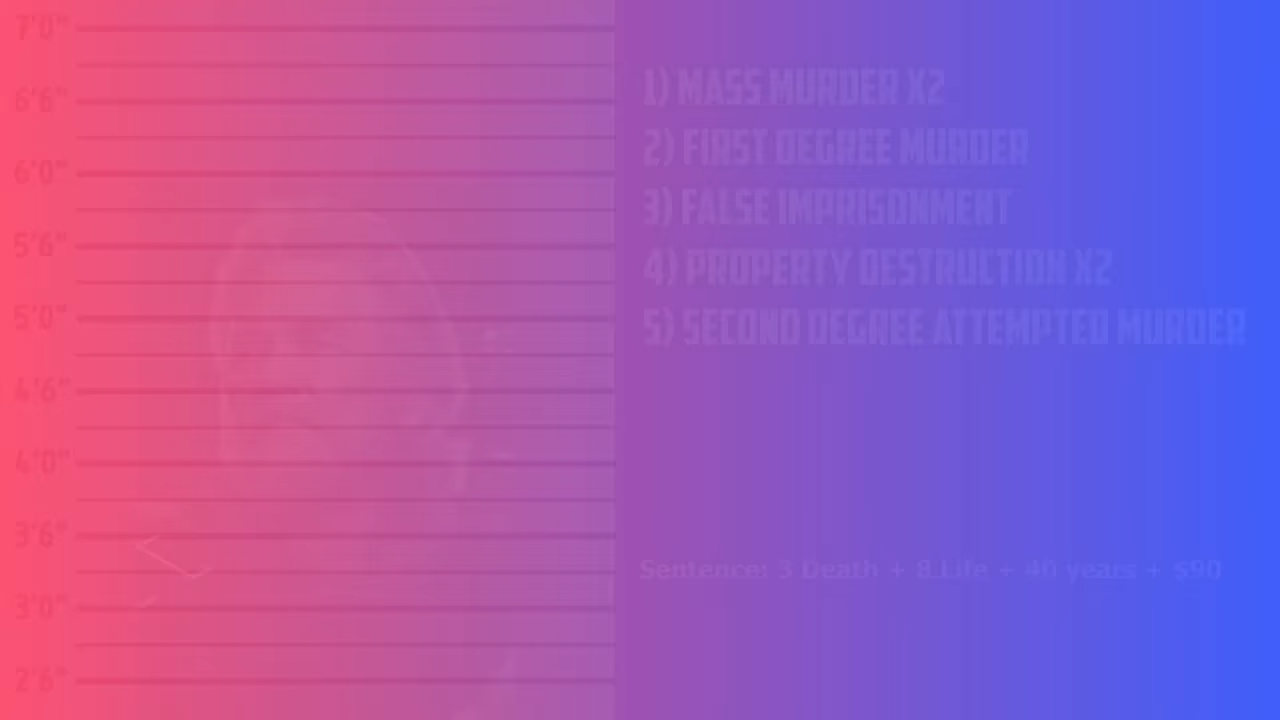 7'0"
6'6"
6'0"
5'6"
5'0"
4'6"
4'0"
3'6"
3'0"
2'6"
1) MASS MURDER X2
2) FIRST DEGREE MURDER
3) FALSE IMPRISONMENT
4) PROPERTY DESTRUCTION X2
5) SECOND DEGREE ATTEMPTED MURDER
Sentence: 3 Death + 8 Life + 40 years + $90